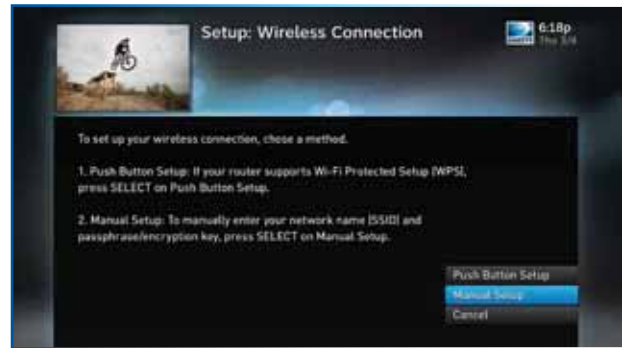 Setup: Wireless Connection
6:18p
Thu 5/4
To set up your wireless connection, chose a method.
1. Push Button Setup: If your router supports Wi-Fi Protected Setup (WPS),
press SELECT on Push Button Setup.
2. Manual Setup: To manually enter your network name (SSID) and
passphrase/encryption key, press SELECT on Manual Setup.
Push Button Setup
Manual Setup
Cancel